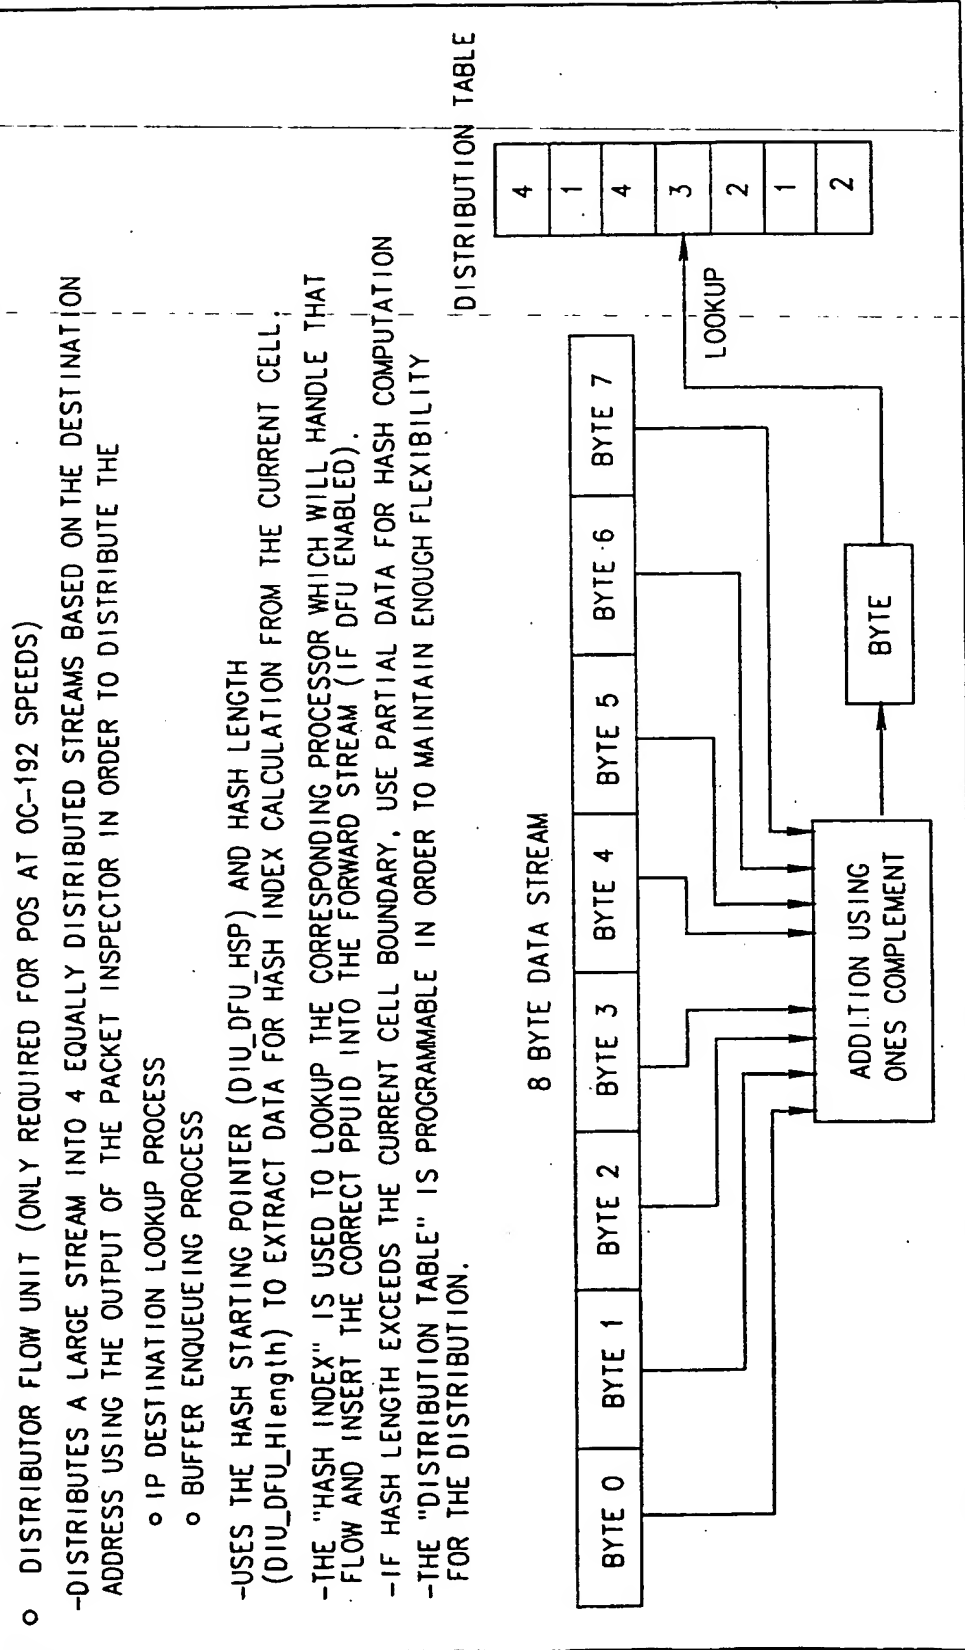 o DISTRIBUTOR FLOW UNIT (ONLY REQUIRED FOR POS AT OC-192 SPEEDS)
-DISTRIBUTES A LARGE STREAM INTO 4 EQUALLY DISTRIBUTED STREAMS BASED ON THE DESTINATION
ADDRESS USING THE OUTPUT OF THE PACKET INSPECTOR IN ORDER TO DISTRIBUTE THE
o IP DESTINATION LOOKUP PROCESS
o BUFFER ENQUEUEING PROCESS
-USES THE HASH STARTING POINTER (DIU_DFU_HSP) AND HASH LENGTH
(DIU_DFU_Hlength) TO EXTRACT DATA FOR HASH INDEX CALCULATION FROM THE CURRENT CELL.
-THE "HASH INDEX" IS USED TO LOOKUP THE CORRESPONDING PROCESSOR WHICH WILL HANDLE THAT
FLOW AND INSERT THE CORRECT PPUID INTO THE FORWARD STREAM (IF DFU ENABLED).
-IF HASH LENGTH EXCEEDS THE CURRENT CELL BOUNDARY, USE PARTIAL DATA FOR HASH COMPUTATION
-THE "DISTRIBUTION TABLE" IS PROGRAMMABLE IN ORDER TO MAINTAIN ENOUGH FLEXIBILITY
FOR THE DISTRIBUTION.
DISTRIBUTION TABLE
8 BYTE DATA STREAM
BYTE 0
BYTE 1
BYTE 2
BYTE 3
BYTE 4
BYTE 5
BYTE 6
BYTE 7
4
1
4
3
2
1
2
LOOKUP
ADDITION USING
ONES COMPLEMENT
BYTE